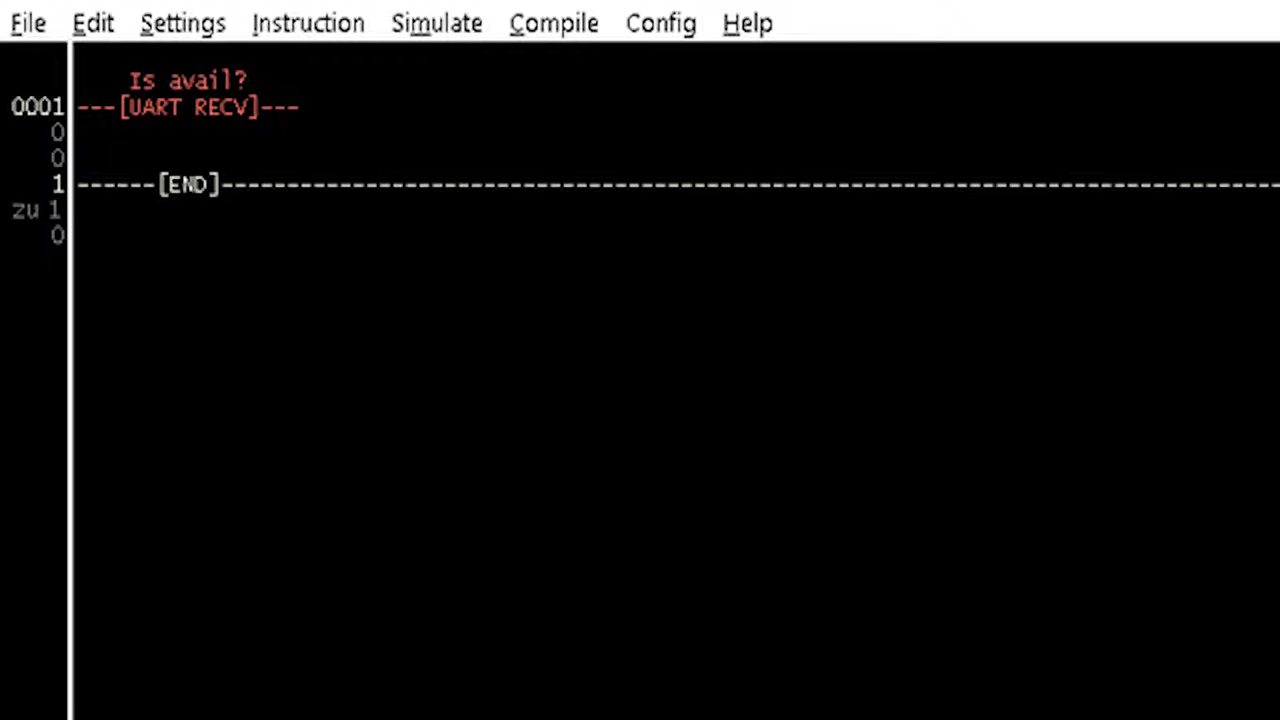 File Edit Settings Instruction Simulate Compile Config Help
Is avail?
0001 ---[UART RECV]---
0
0
1 ------[END]------------------------------------------------------------------------------------
zu 1
0